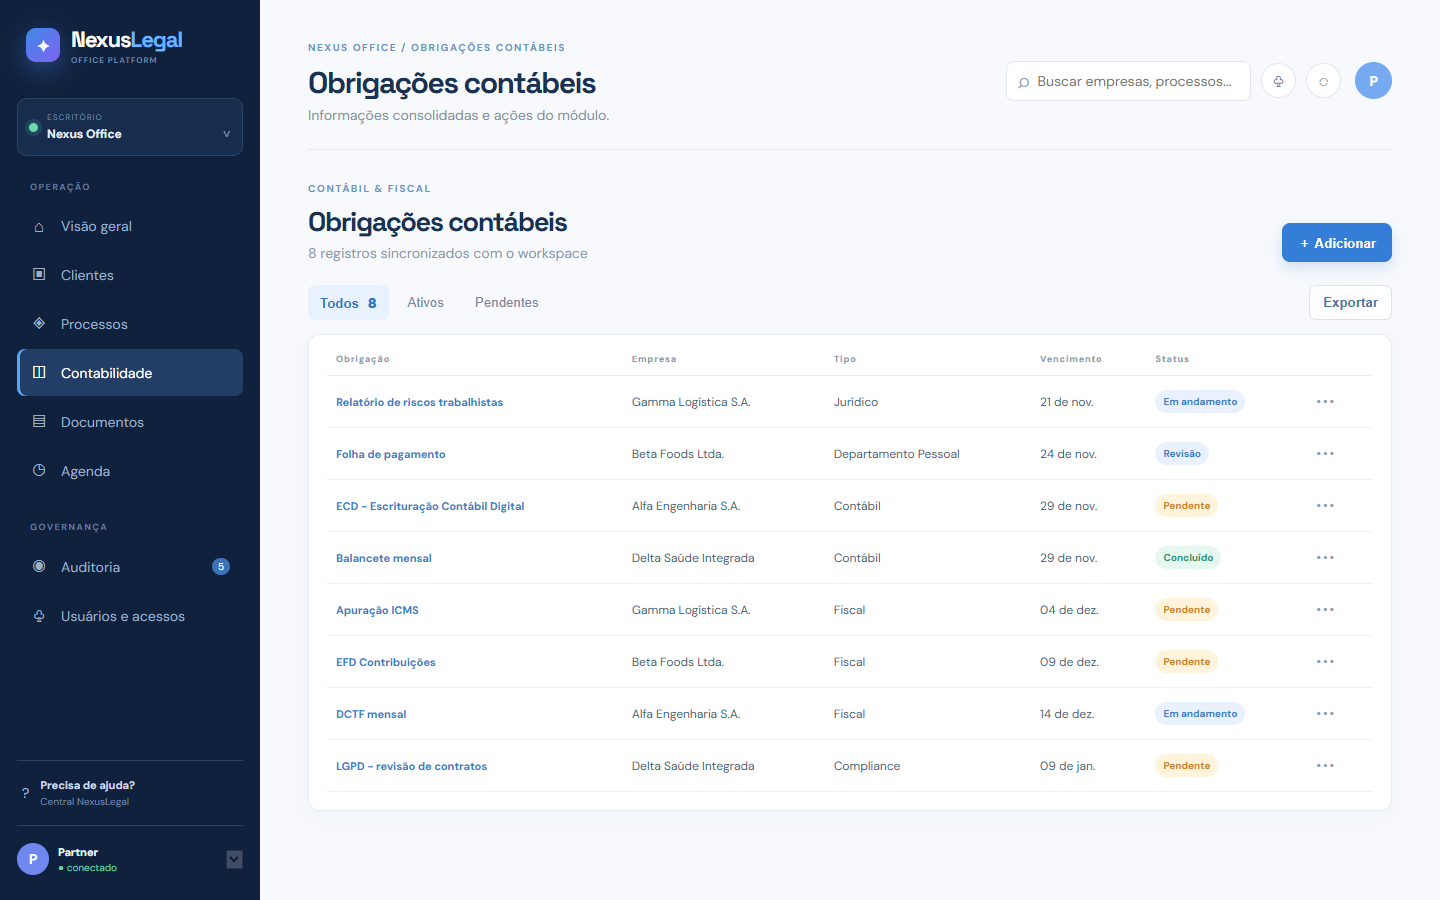 NexusLegal
OFFICE PLATFORM
ESCRITÓRIO
Nexus Office
OPERAÇÃO
Visão geral
Clientes
Processos
Contabilidade
Documentos
Agenda
GOVERNANÇA
Auditoria 5
Usuários e acessos
? Precisa de ajuda?
Central NexusLegal
P Partner
● conectado
NEXUS OFFICE / OBRIGAÇÕES CONTÁBEIS
Obrigações contábeis
Informações consolidadas e ações do módulo.
Buscar empresas, processos...
P
CONTÁBIL & FISCAL
Obrigações contábeis
8 registros sincronizados com o workspace
+ Adicionar
Todos 8 Ativos Pendentes
Exportar
Obrigação Empresa Tipo Vencimento Status
Relatório de riscos trabalhistas Gamma Logística S.A. Jurídico 21 de nov. Em andamento •••
Folha de pagamento Beta Foods Ltda. Departamento Pessoal 24 de nov. Revisão •••
ECD – Escrituração Contábil Digital Alfa Engenharia S.A. Contábil 29 de nov. Pendente •••
Balancete mensal Delta Saúde Integrada Contábil 29 de nov. Concluído •••
Apuração ICMS Gamma Logística S.A. Fiscal 04 de dez. Pendente •••
EFD Contribuições Beta Foods Ltda. Fiscal 09 de dez. Pendente •••
DCTF mensal Alfa Engenharia S.A. Fiscal 14 de dez. Em andamento •••
LGPD – revisão de contratos Delta Saúde Integrada Compliance 09 de jan. Pendente •••